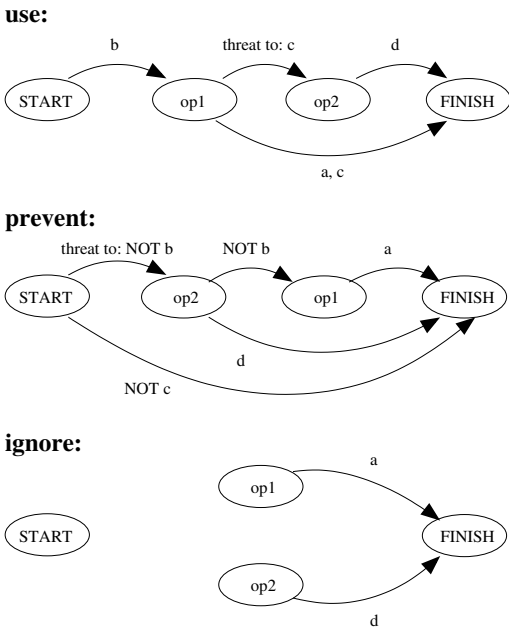 use:
b
threat to: c
d
START
op1
op2
FINISH
a, c
prevent:
threat to: NOT b
NOT b
a
START
op2
op1
FINISH
d
NOT c
ignore:
a
op1
START
FINISH
op2
d